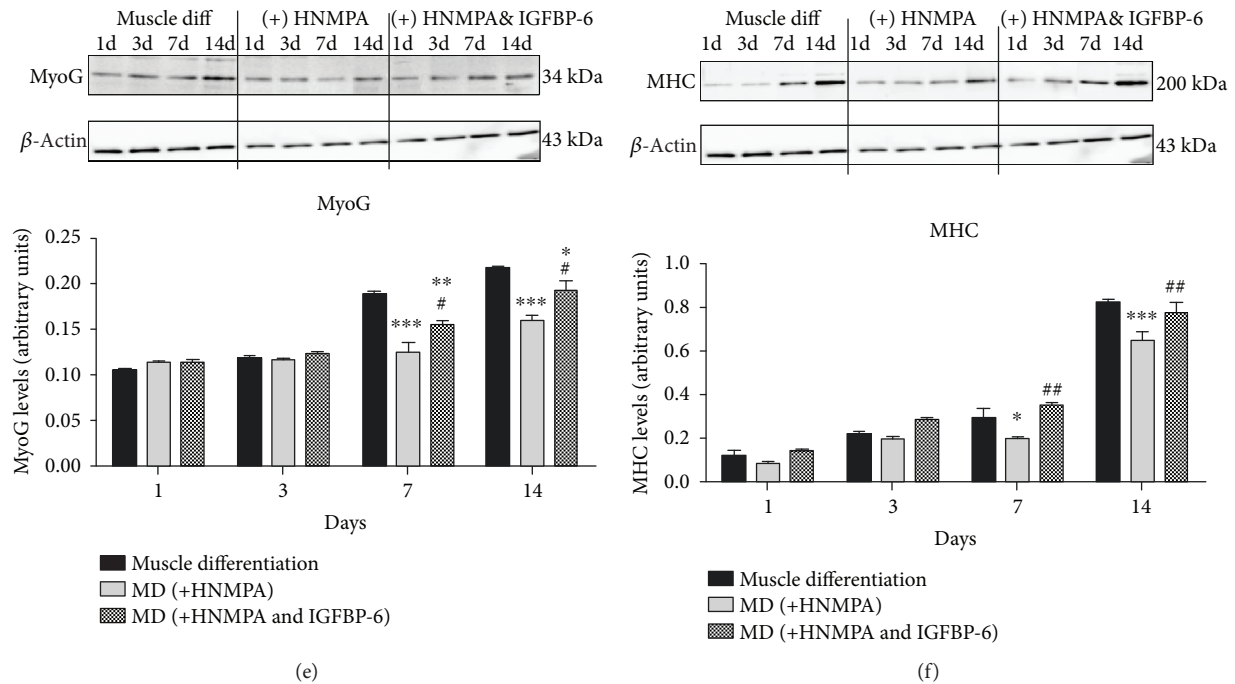 Muscle diff (+) HNMPA (+) HNMPA& IGFBP-6
1d 3d 7d 14d 1d 3d 7d 14d 1d 3d 7d 14d
MyoG 34 kDa
β-Actin 43 kDa
MyoG
MyoG levels (arbitrary units)
0.25
0.20
0.15
0.10
0.05
0.00
*** ** # *** * #
1 3 7 14
Days
Muscle differentiation
MD (+HNMPA)
MD (+HNMPA and IGFBP-6)
(e)
Muscle diff (+) HNMPA (+) HNMPA& IGFBP-6
1d 3d 7d 14d 1d 3d 7d 14d 1d 3d 7d 14d
MHC 200 kDa
β-Actin 43 kDa
MHC
MHC levels (arbitrary units)
1.0
0.8
0.6
0.4
0.2
0.0
* ## *** ##
1 3 7 14
Days
Muscle differentiation
MD (+HNMPA)
MD (+HNMPA and IGFBP-6)
(f)